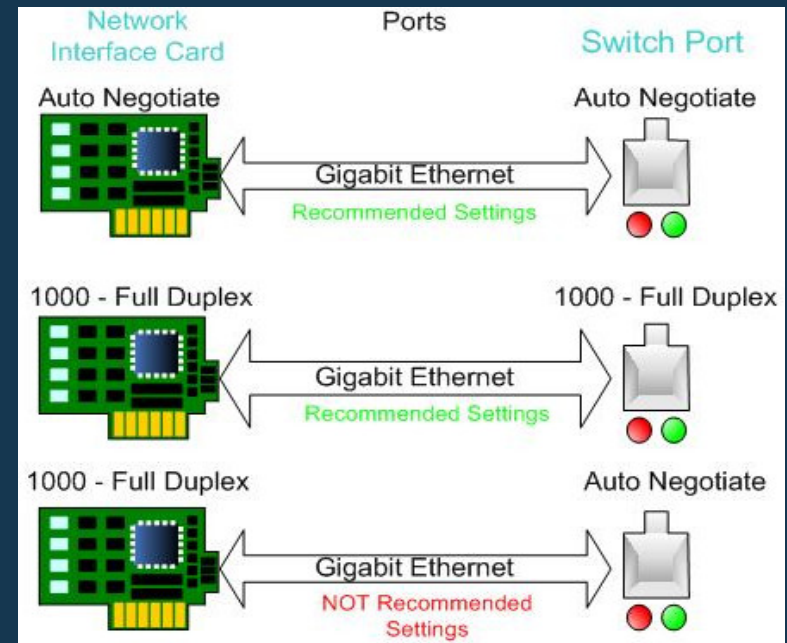 Network
Interface Card
Ports
Switch Port
Auto Negotiate
Auto Negotiate
Gigabit Ethernet
Recommended Settings
1000 - Full Duplex
1000 - Full Duplex
Gigabit Ethernet
Recommended Settings
1000 - Full Duplex
Auto Negotiate
Gigabit Ethernet
NOT Recommended
Settings